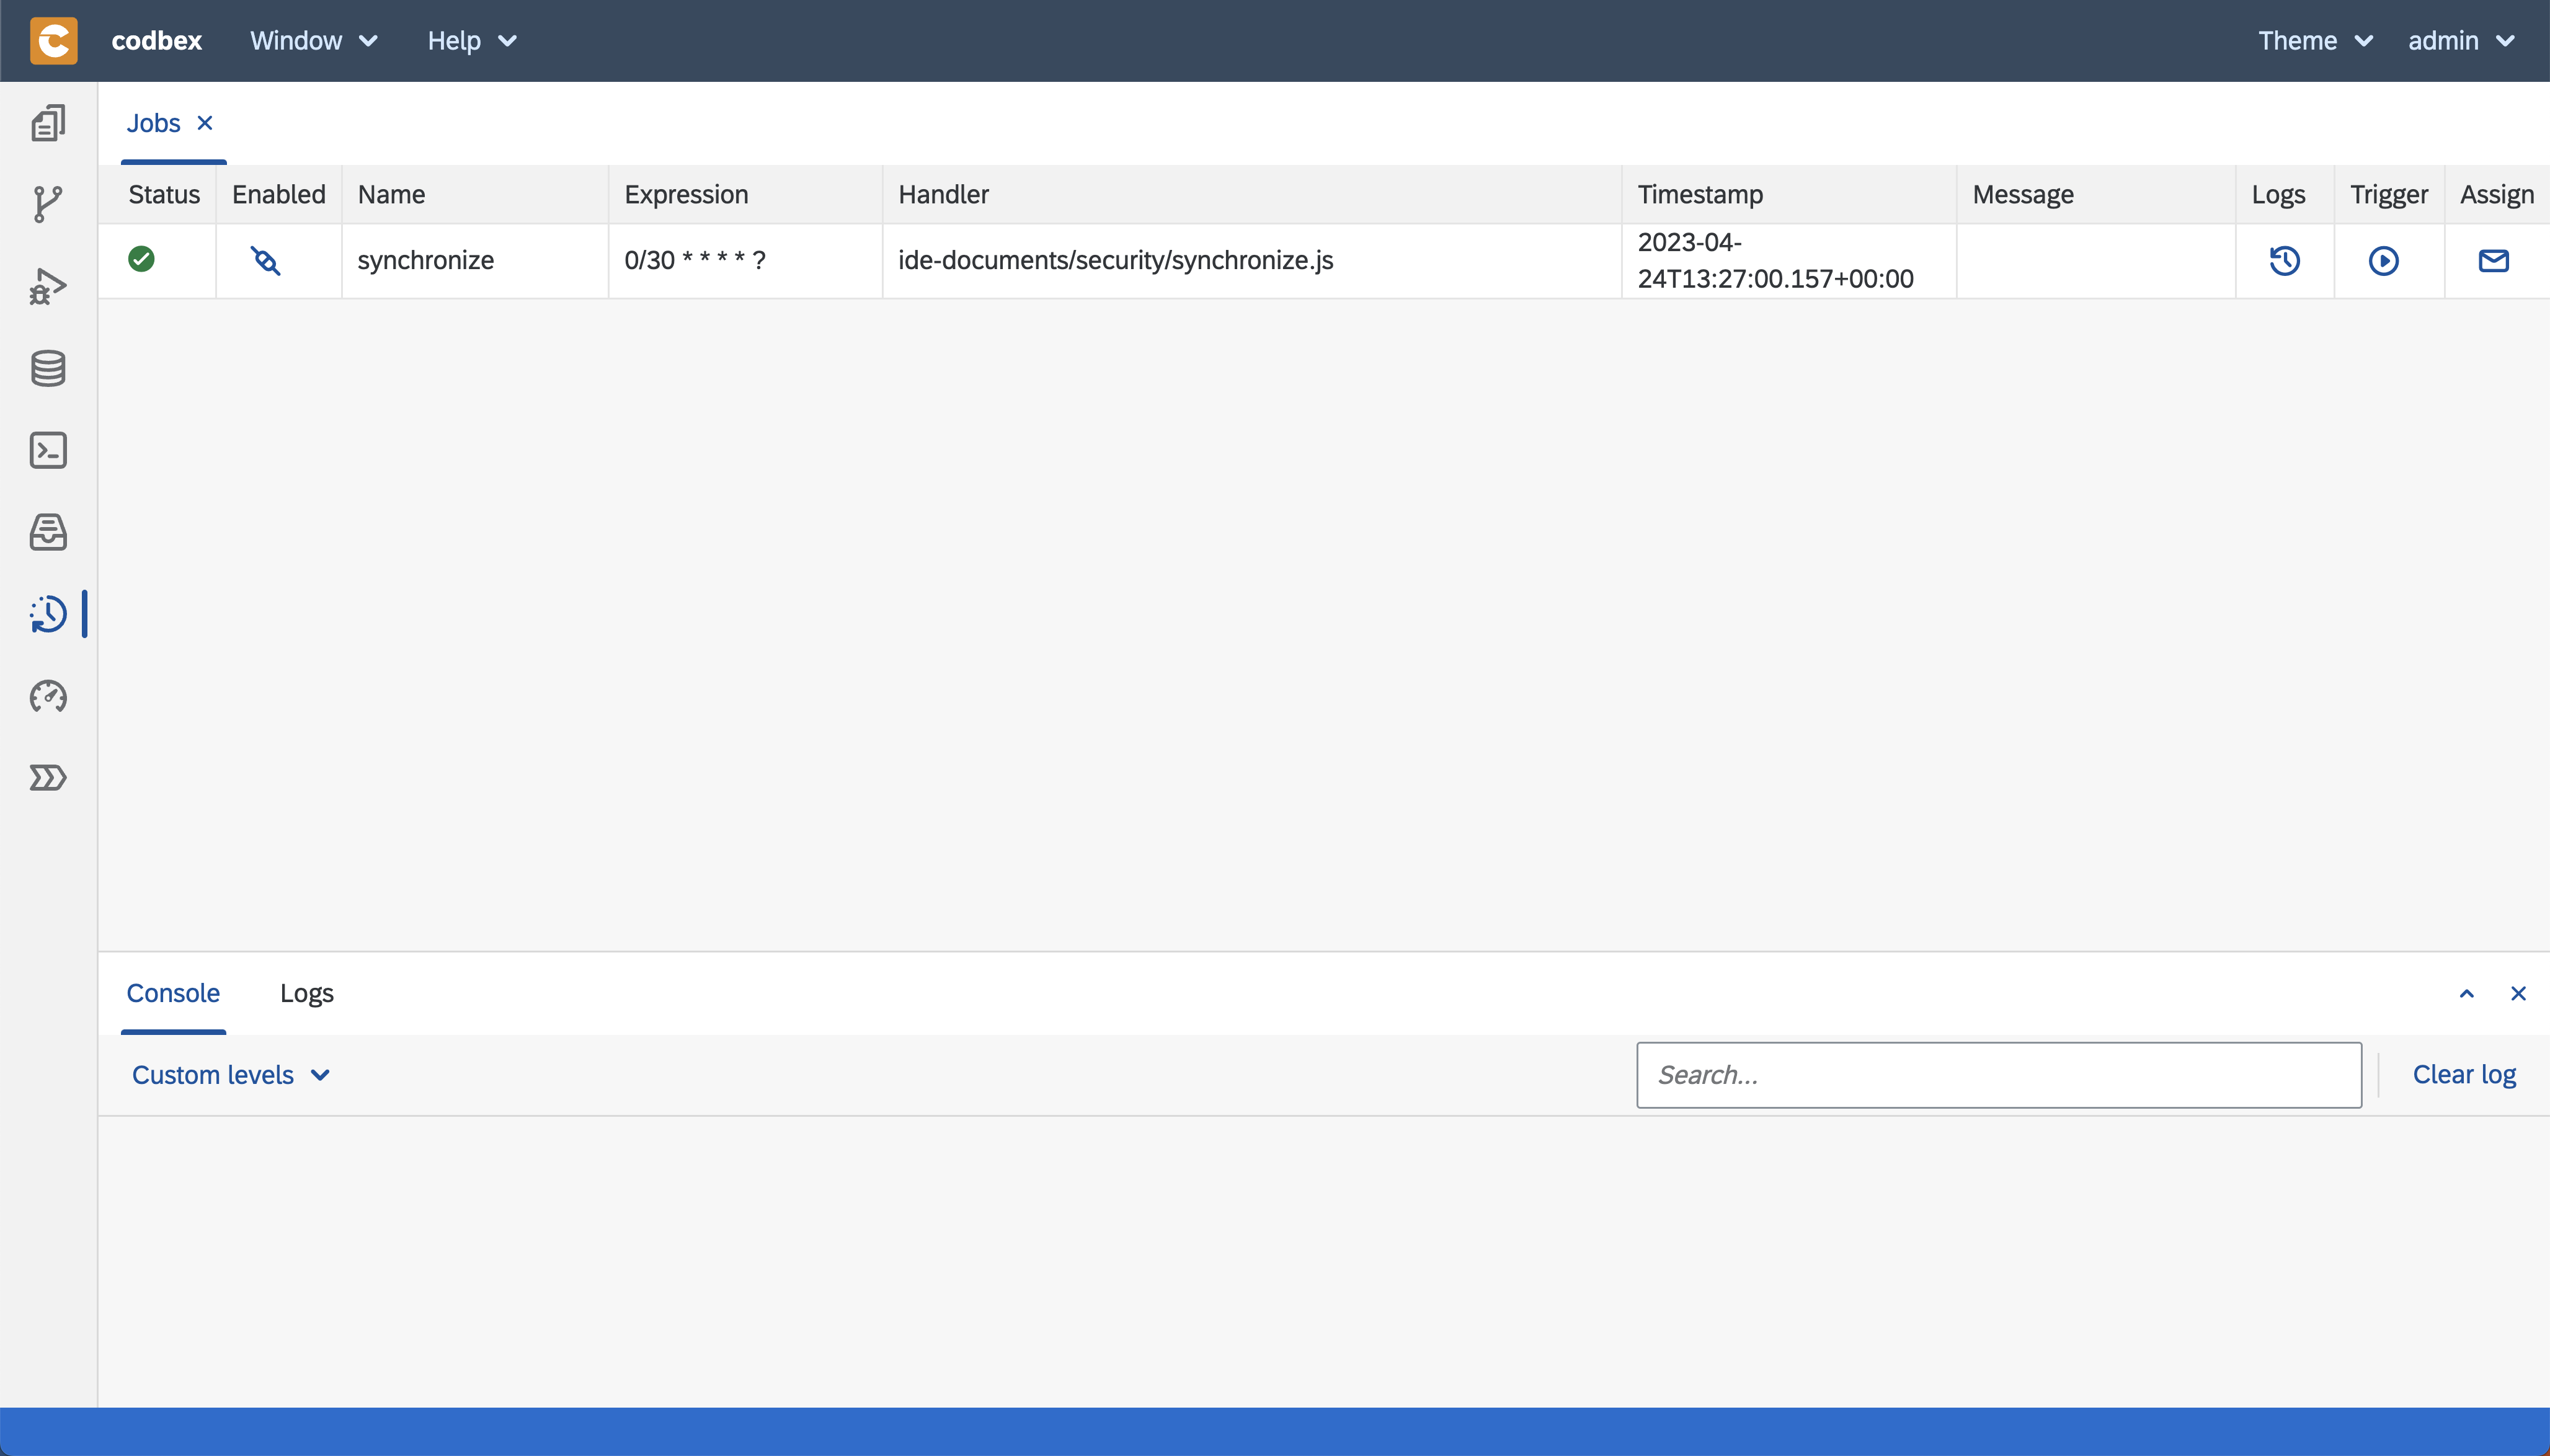 codbex Window Help Theme admin
Jobs
Status Enabled Name Expression Handler Timestamp Message Logs Trigger Assign
synchronize 0/30 * * * * ? ide-documents/security/synchronize.js 2023-04-
24T13:27:00.157+00:00
Console Logs
Custom levels Search... Clear log